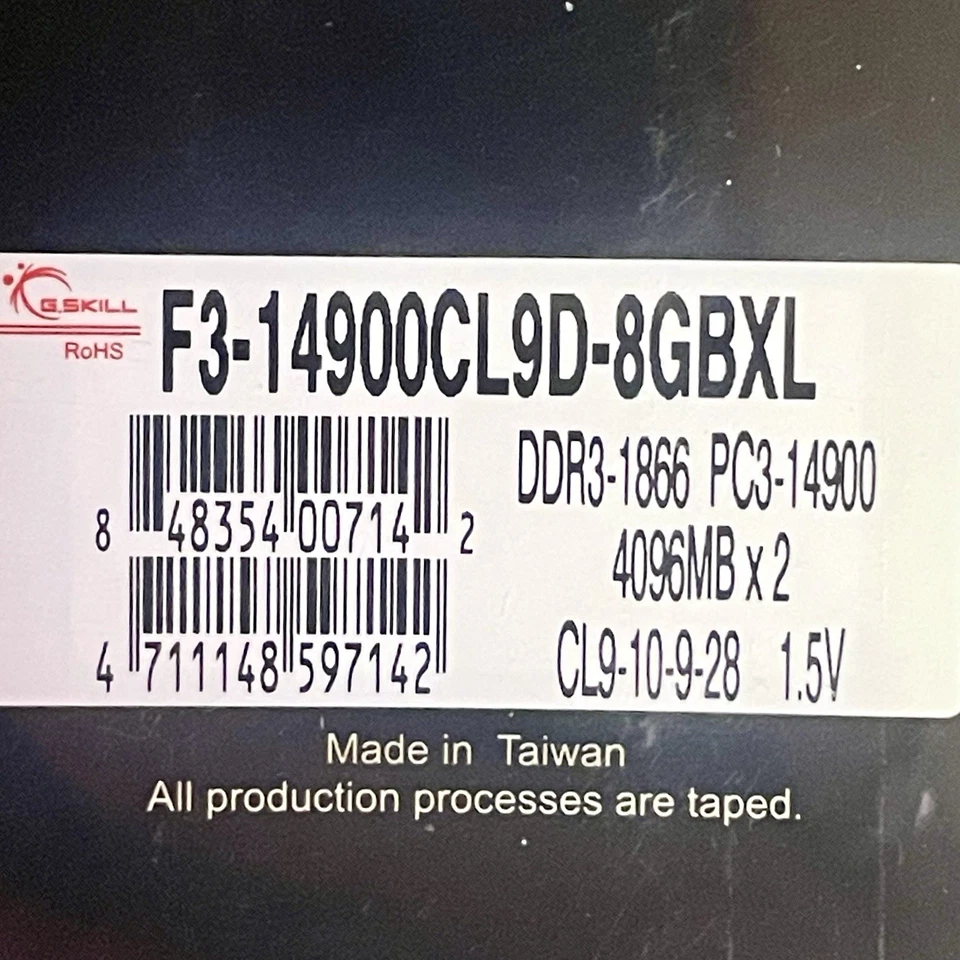 G.SKILL
RoHS
F3-14900CL9D-8GBXL
8 48354 00714 2
4 711148 597142
DDR3-1866 PC3-14900
4096MB x 2
CL9-10-9-28 1.5V
Made in Taiwan
All production processes are taped.